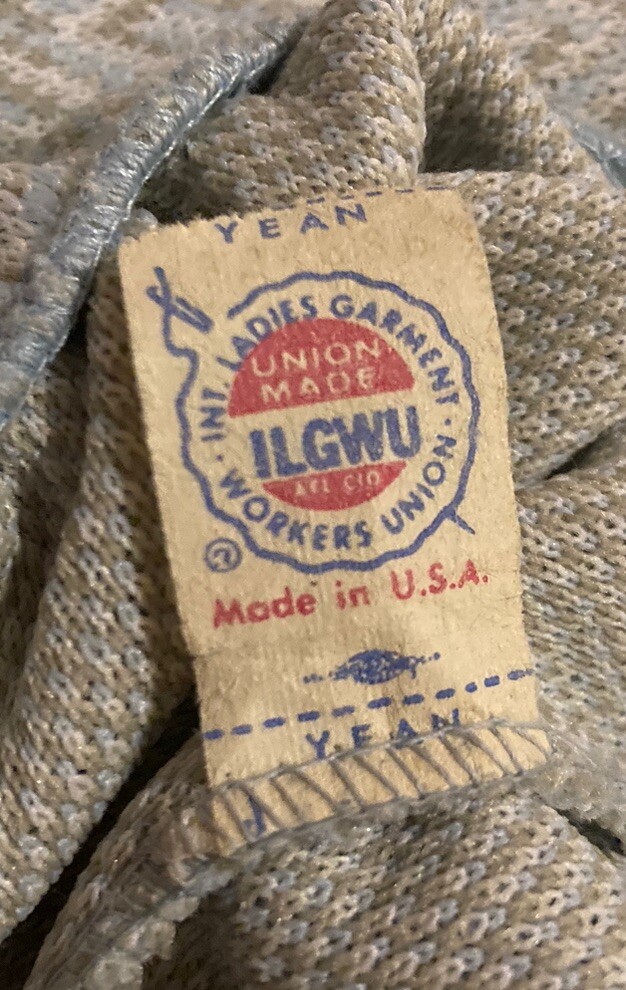 YEAN
INT. LADIES GARMENT
UNION
MADE
ILGWU
AFL CIO
· WORKERS UNION ·
®
Made in U.S.A.
YEAN